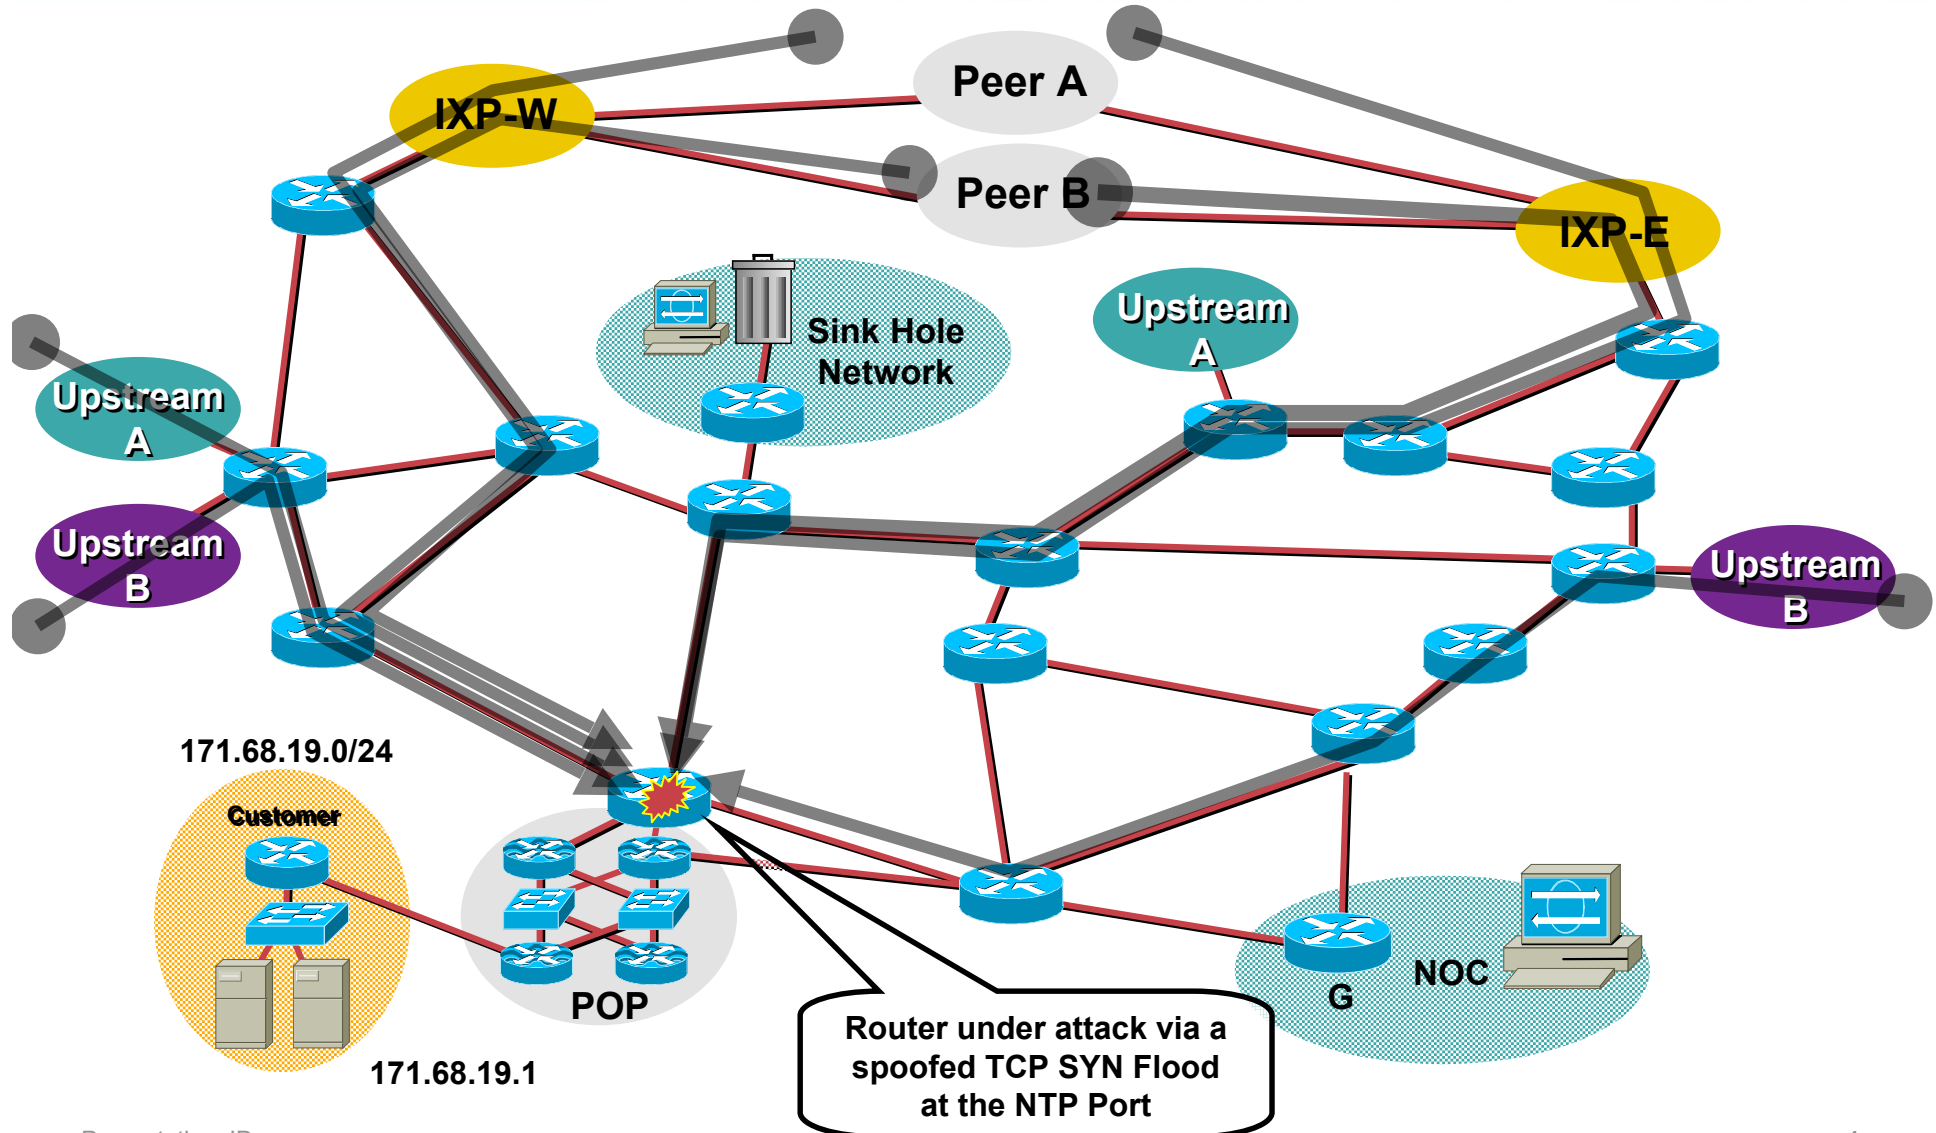 Peer A
IXP-W
Peer B
IXP-E
Upstream
A
Sink Hole
Network
Upstream
A
Upstream
B
Upstream
B
171.68.19.0/24
Customer
POP
NOC
G
Router under attack via a
spoofed TCP SYN Flood
at the NTP Port
171.68.19.1